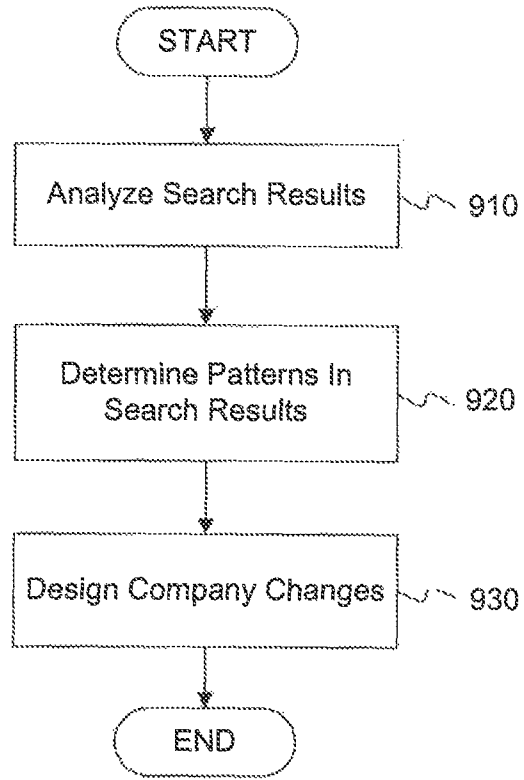 START
Analyze Search Results
910
Determine Patterns In
Search Results
920
Design Company Changes
930
END